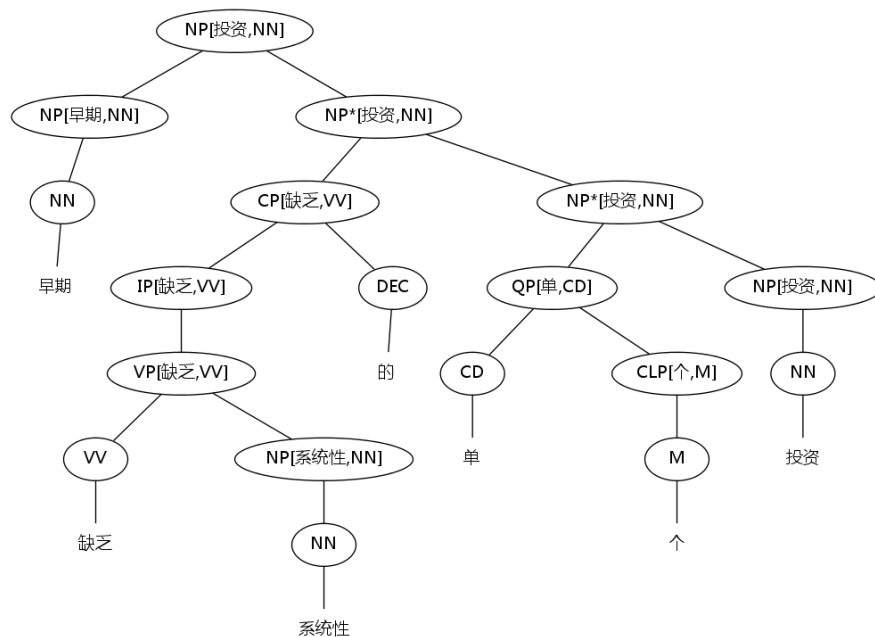 NP[投资,NN]
NP[早期,NN] NP*[投资,NN]
NN CP[缺乏,VV] NP*[投资,NN]
早期 IP[缺乏,VV] DEC QP[单,CD] NP[投资,NN]
VP[缺乏,VV] 的 CD CLP[个,M] NN
VV NP[系统性,NN] 单 M 投资
缺乏 NN 个
系统性